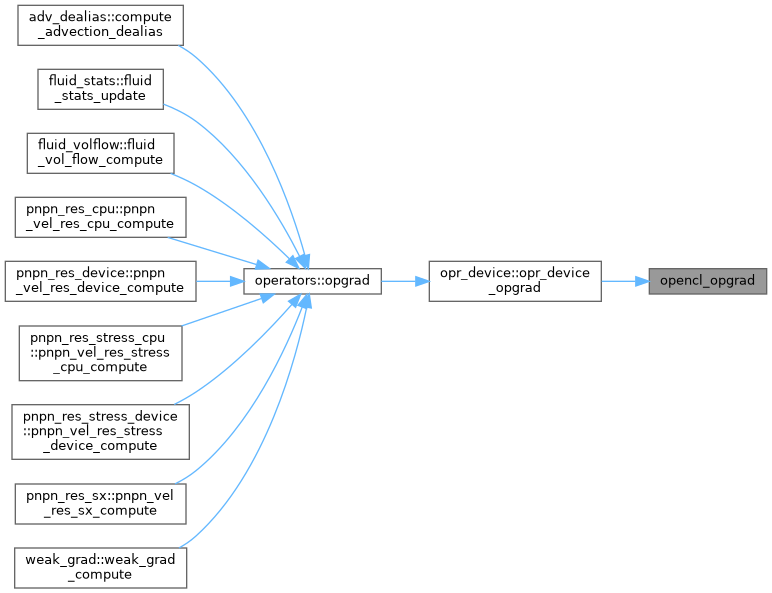 adv_dealias::compute
_advection_dealias
fluid_stats::fluid
_stats_update
fluid_volflow::fluid
_vol_flow_compute
pnpn_res_cpu::pnpn
_vel_res_cpu_compute
pnpn_res_device::pnpn
_vel_res_device_compute
operators::opgrad
opr_device::opr_device
_opgrad
opencl_opgrad
pnpn_res_stress_cpu
::pnpn_vel_res_stress
_cpu_compute
pnpn_res_stress_device
::pnpn_vel_res_stress
_device_compute
pnpn_res_sx::pnpn_vel
_res_sx_compute
weak_grad::weak_grad
_compute